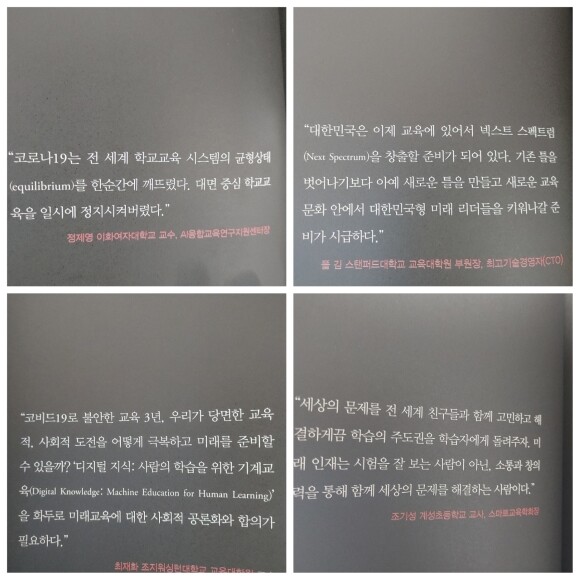 "코로나19는 전 세계 학교교육 시스템의 균형상태
(equilibrium)를 한순간에 깨뜨렸다. 대면 중심 학교교
육을 일시에 정지시켜버렸다."
정제영 이화여자대학교 교수, AI융합교육연구지원센터장
"대한민국은 이제 교육에 있어서 넥스트 스펙트럼
(Next Spectrum)을 창출할 준비가 되어 있다. 기존 틀을
벗어나기보다 아예 새로운 틀을 만들고 새로운 교육
문화 안에서 대한민국형 미래 리더들을 키워나갈 준
비가 시급하다."
폴 김 스탠퍼드대학교 교육대학원 부원장, 최고기술경영자(CTO)
"코비드19로 불안한 교육 3년, 우리가 당면한 교육
적, 사회적 도전을 어떻게 극복하고 미래를 준비할
수 있을까? '디지털 지식: 사람의 학습을 위한 기계교
육(Digital Knowledge: Machine Education for Human Learning)'
을 화두로 미래교육에 대한 사회적 공론화와 합의가
필요하다."
최재화 조지워싱턴대학교
"세상의 문제를 전 세계 친구들과 함께 고민하고 해
결하게끔 학습의 주도권을 학습자에게 돌려주자. 미
래 인재는 시험을 잘 보는 사람이 아닌, 소통과 창의
력을 통해 함께 세상의 문제를 해결하는 사람이다."
조기성 계성초등학교 교사, 스마트교육학회장